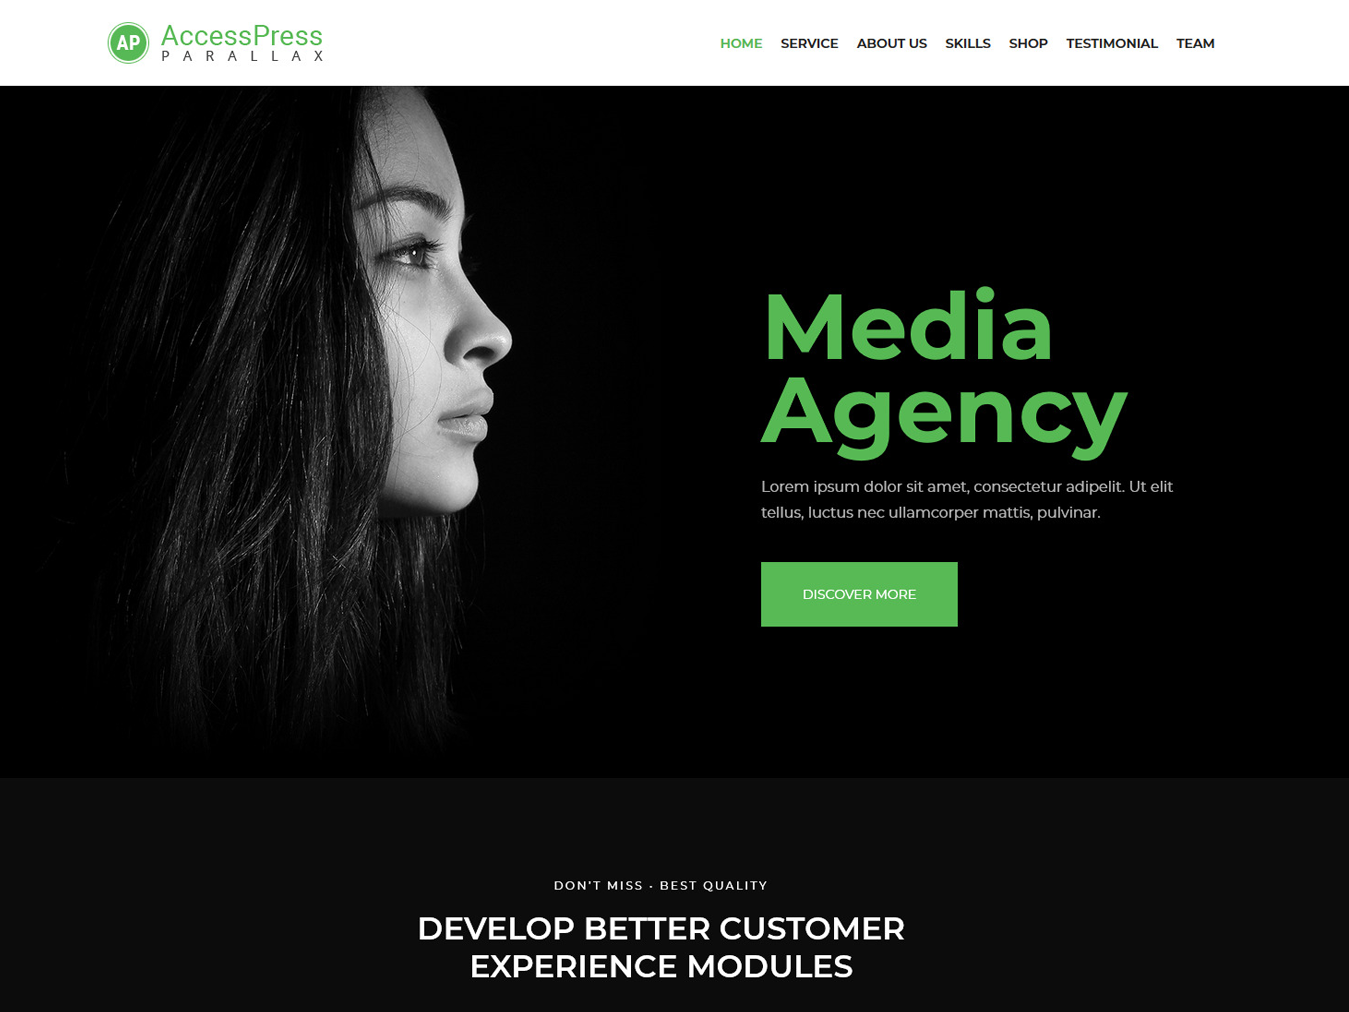 AP
AccessPress
PARALLAX
HOME SERVICE ABOUT US SKILLS SHOP TESTIMONIAL TEAM
Media
Agency
Lorem ipsum dolor sit amet, consectetur adipelit. Ut elit
tellus, luctus nec ullamcorper mattis, pulvinar.
DISCOVER MORE
DON'T MISS · BEST QUALITY
DEVELOP BETTER CUSTOMER
EXPERIENCE MODULES